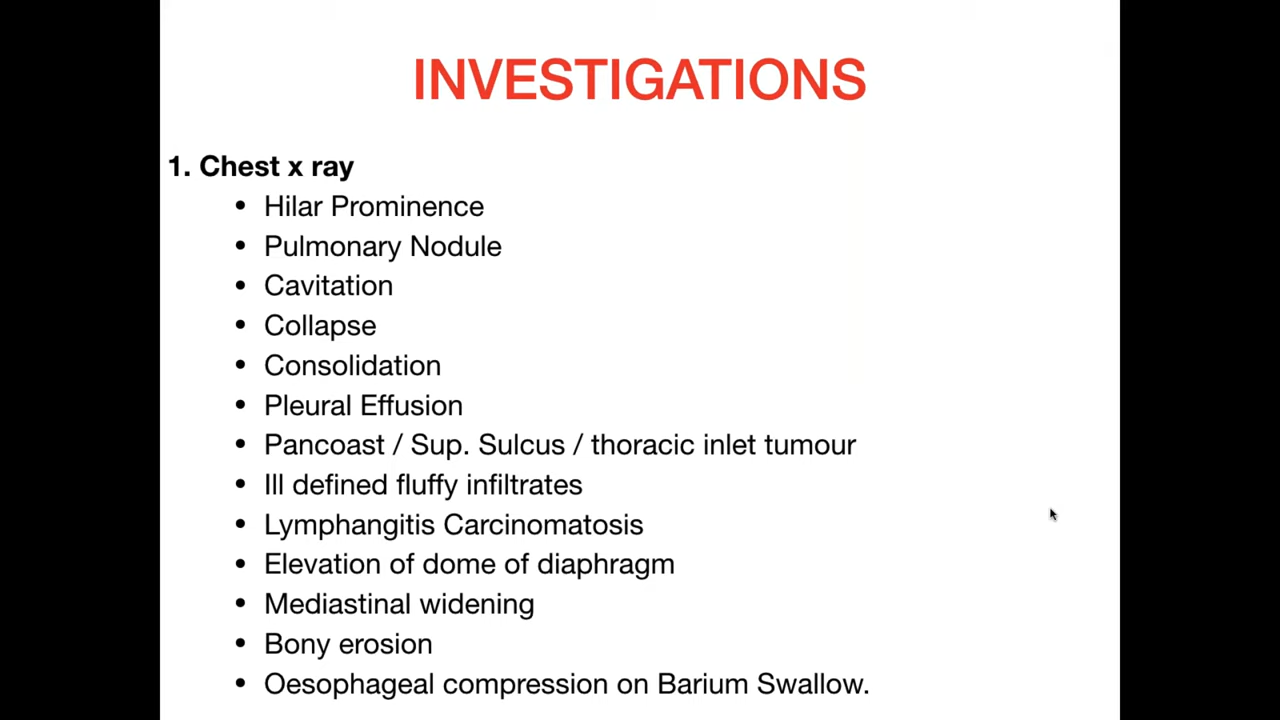 INVESTIGATIONS
1. Chest x ray
• Hilar Prominence
• Pulmonary Nodule
• Cavitation
• Collapse
• Consolidation
• Pleural Effusion
• Pancoast / Sup. Sulcus / thoracic inlet tumour
• Ill defined fluffy infiltrates
• Lymphangitis Carcinomatosis
• Elevation of dome of diaphragm
• Mediastinal widening
• Bony erosion
• Oesophageal compression on Barium Swallow.